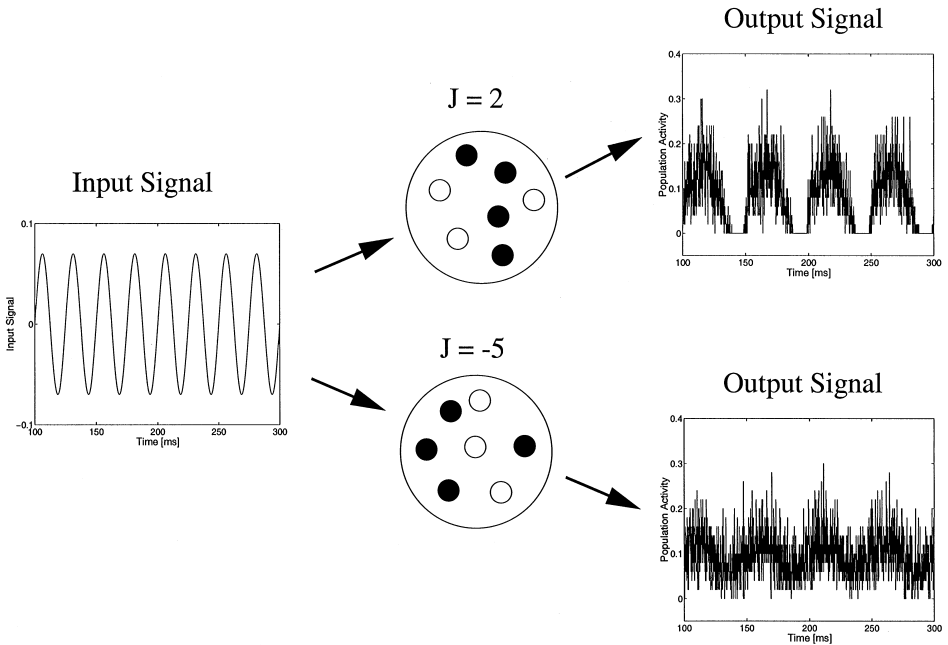 Input Signal
0.1
0
-0.1
Input Signal
100 150 200 250 300
Time [ms]
J = 2
J = -5
Output Signal
0.4
0.3
0.2
0.1
0
Population Activity
100 150 200 250 300
Time [ms]
Output Signal
0.4
0.3
0.2
0.1
0
Population Activity
100 150 200 250 300
Time [ms]